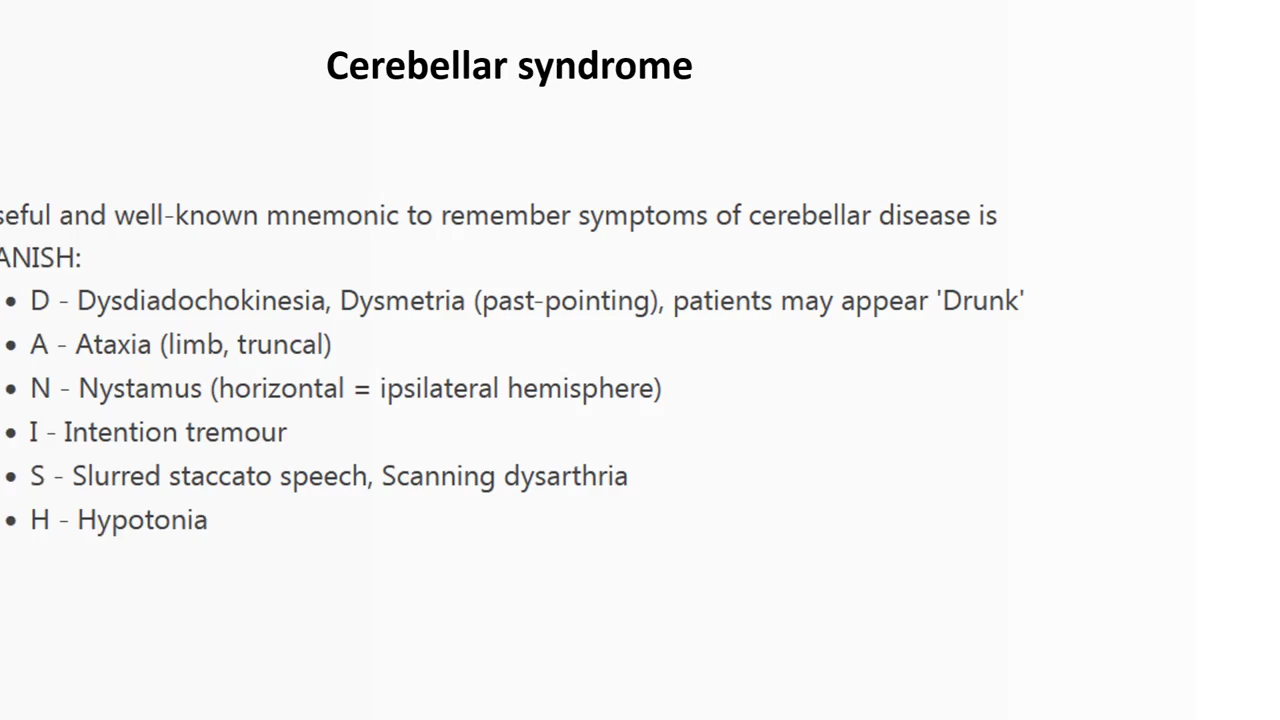 Cerebellar syndrome
seful and well-known mnemonic to remember symptoms of cerebellar disease is
ANISH:
• D - Dysdiadochokinesia, Dysmetria (past-pointing), patients may appear 'Drunk'
• A - Ataxia (limb, truncal)
• N - Nystamus (horizontal = ipsilateral hemisphere)
• I - Intention tremour
• S - Slurred staccato speech, Scanning dysarthria
• H - Hypotonia